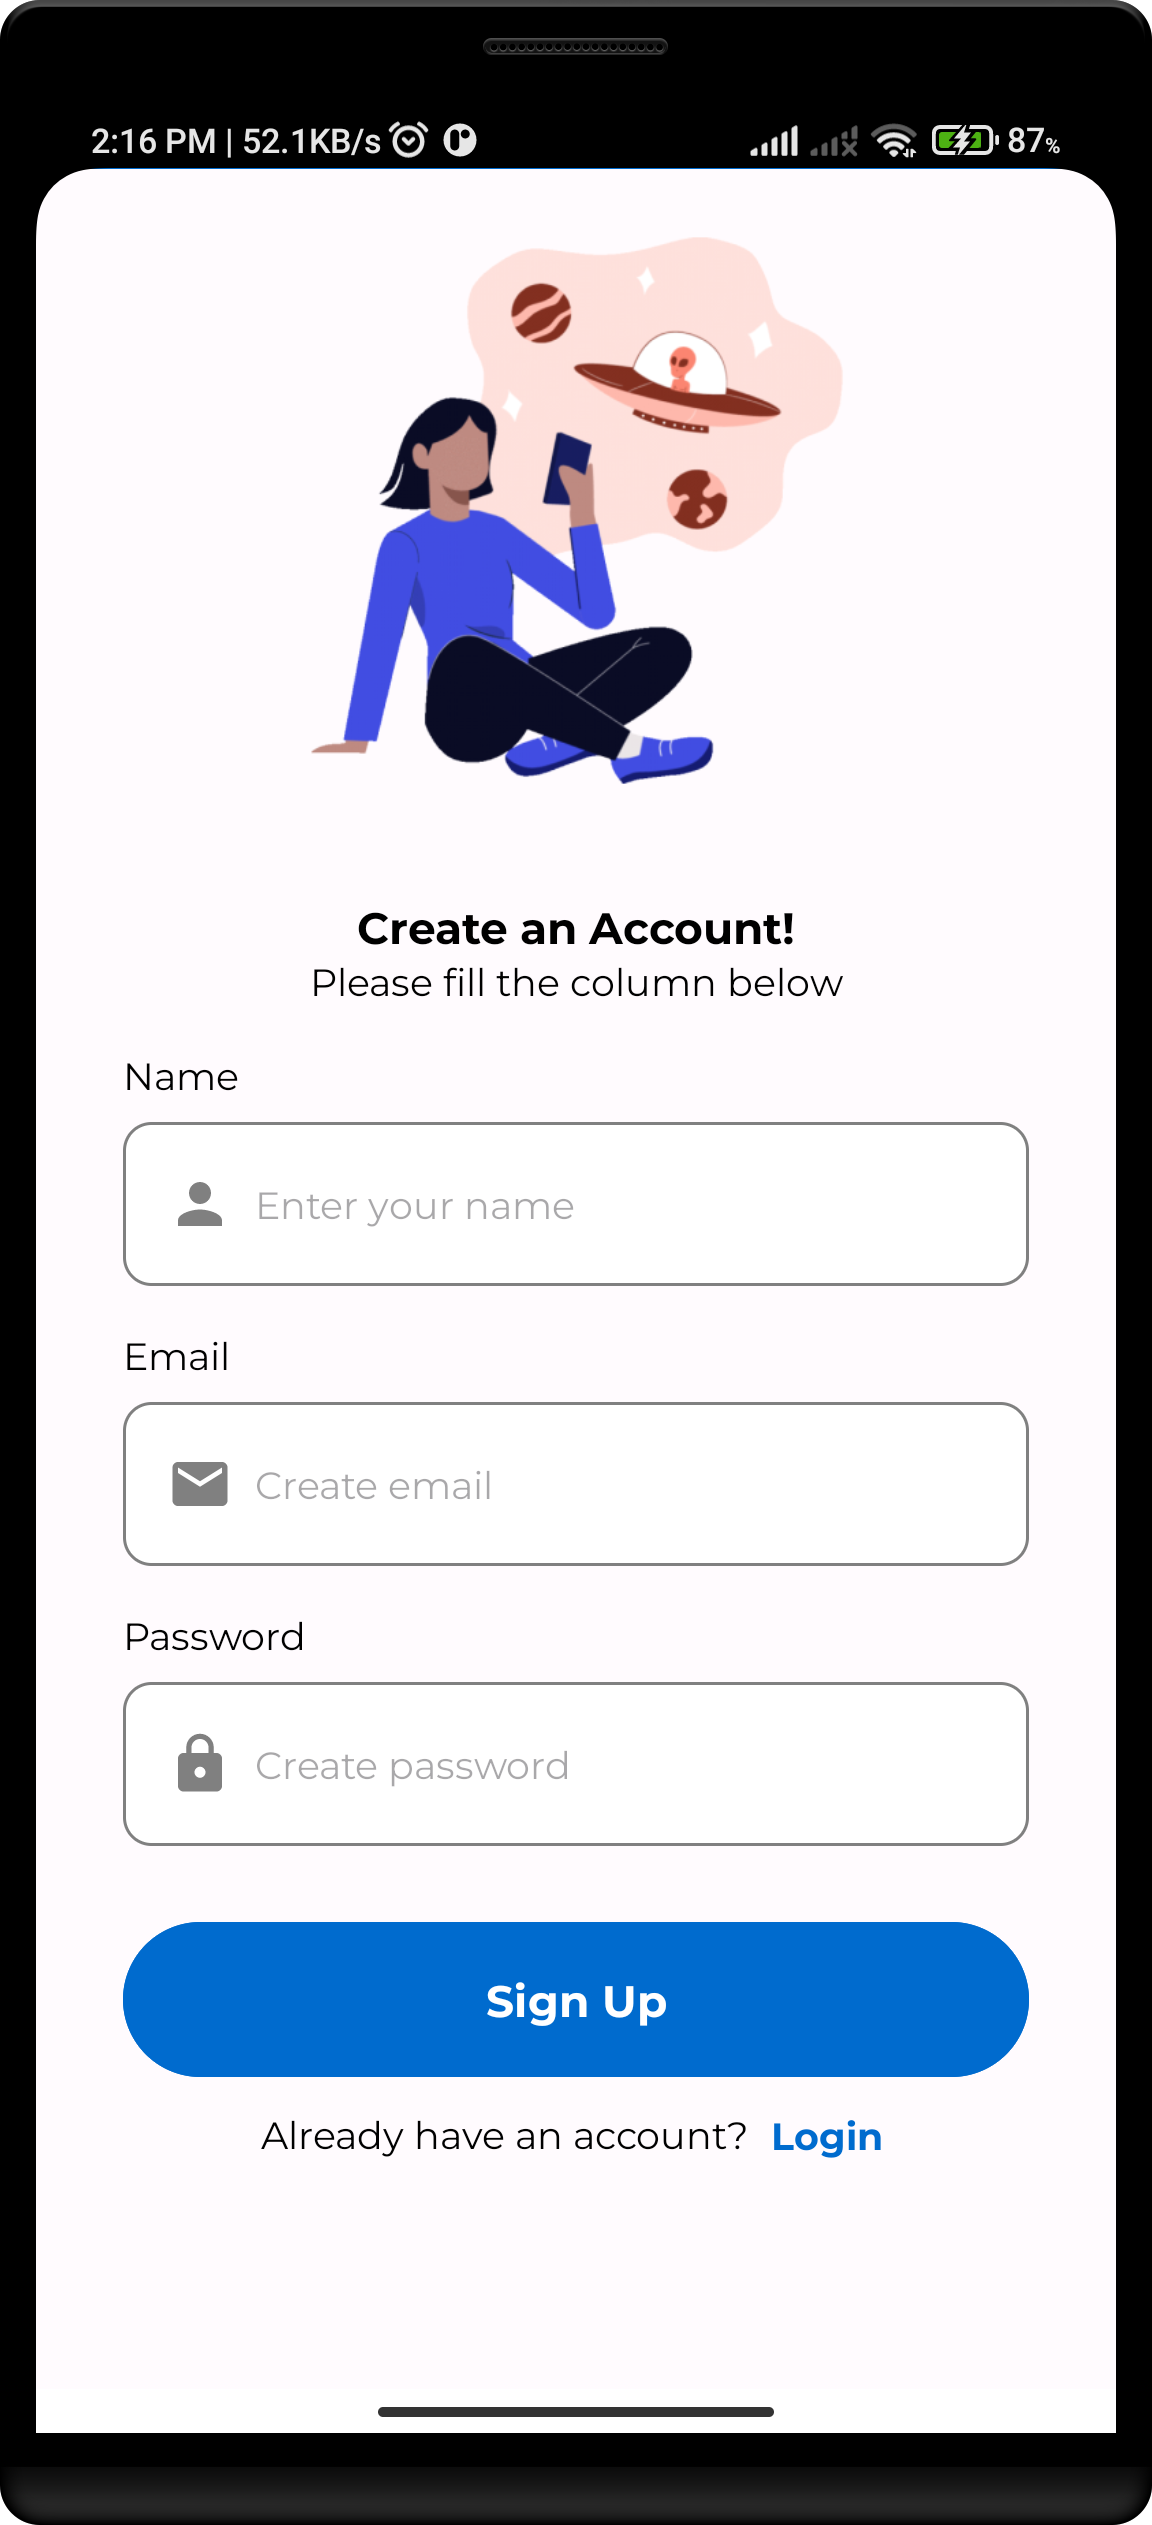 2:16 PM | 52.1KB/s 87%
Create an Account!
Please fill the column below
Name
Enter your name
Email
Create email
Password
Create password
Sign Up
Already have an account? Login